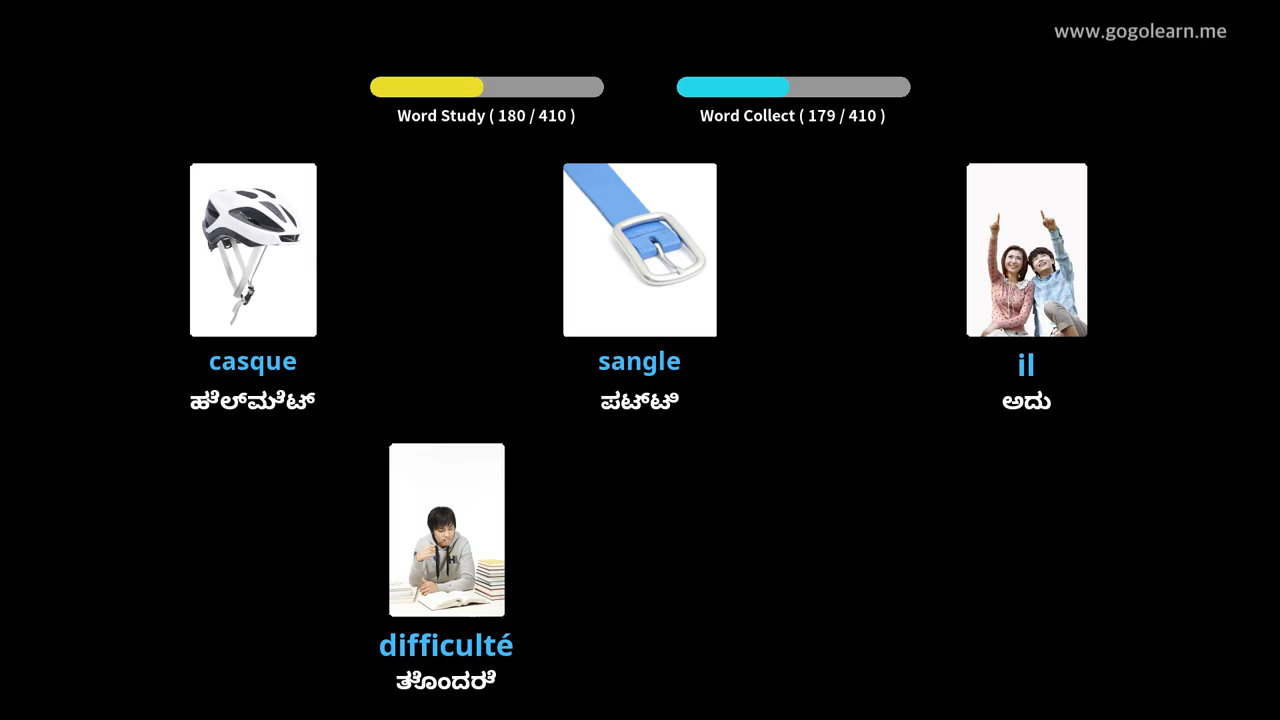 www.gogolearn.me
Word Study ( 180 / 410 )
Word Collect ( 179 / 410 )
casque
sangle
il
ಹೆಲ್ಮೆಟ್
ಪಟ್ಟಿ
ಅದು
difficulté
ತೊಂದರೆ